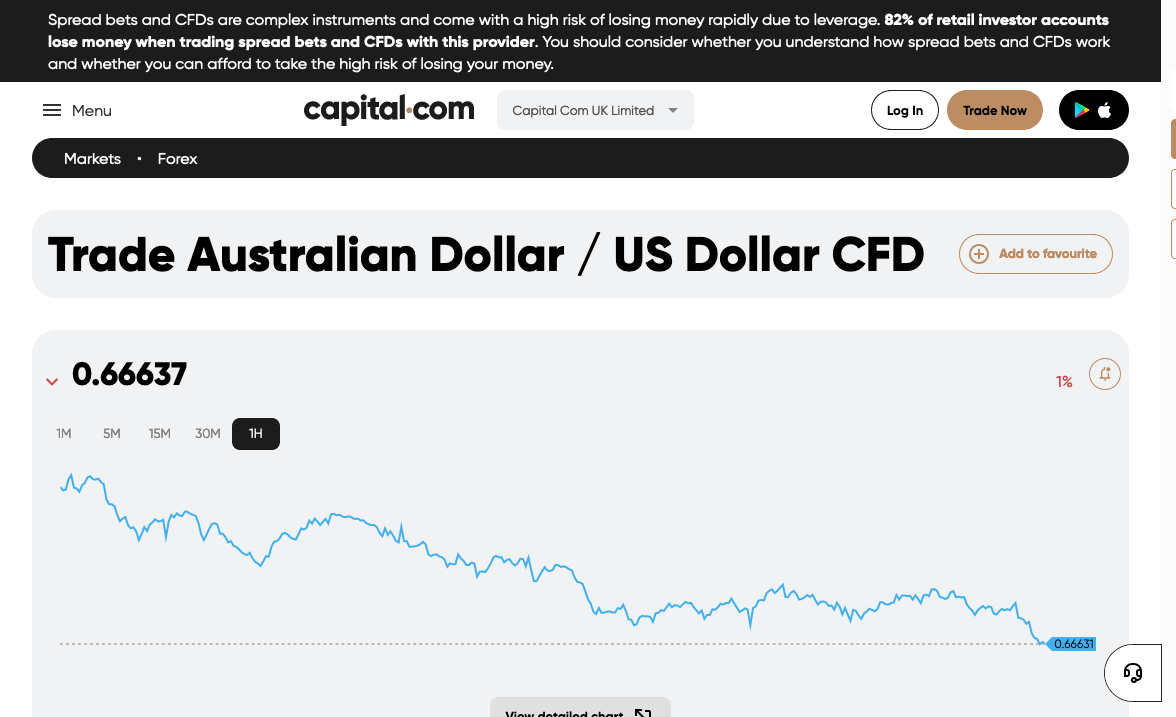 Spread bets and CFDs are complex instruments and come with a high risk of losing money rapidly due to leverage. 82% of retail investor accounts
lose money when trading spread bets and CFDs with this provider. You should consider whether you understand how spread bets and CFDs work
and whether you can afford to take the high risk of losing your money.
Menu
capital.com
Capital Com UK Limited
Log In
Trade Now
Markets • Forex
Trade Australian Dollar / US Dollar CFD
Add to favourite
0.66637
1%
1M 5M 15M 30M 1H
0.66631
View detailed chart